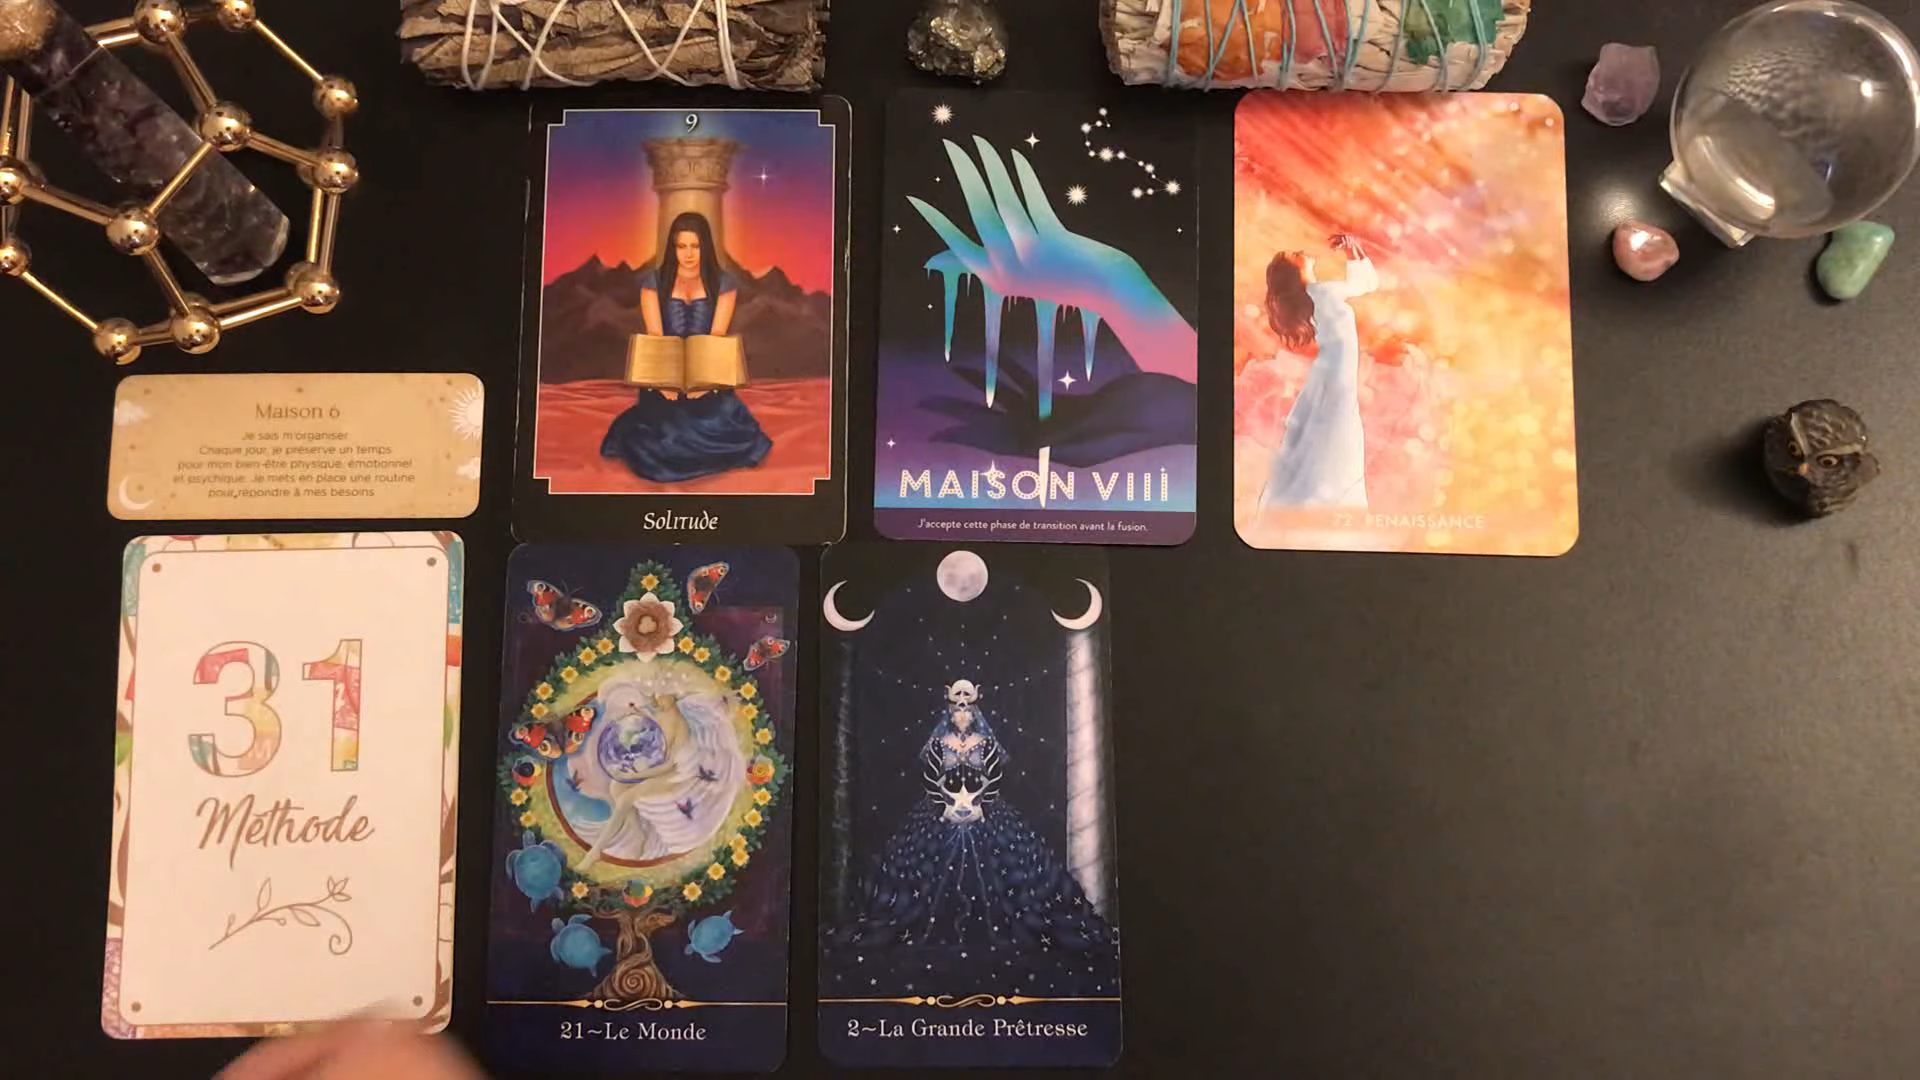 9
Solitude
MAISON VIII
J'accepte cette phase de transition avant la fusion.
72 RENAISSANCE
Maison 6
Je sais m'organiser.
Chaque jour, je préserve un temps
pour mon bien-être physique, émotionnel
et psychique. Je mets en place une routine
pour répondre à mes besoins
31
Méthode
21~Le Monde
2~La Grande Prêtresse